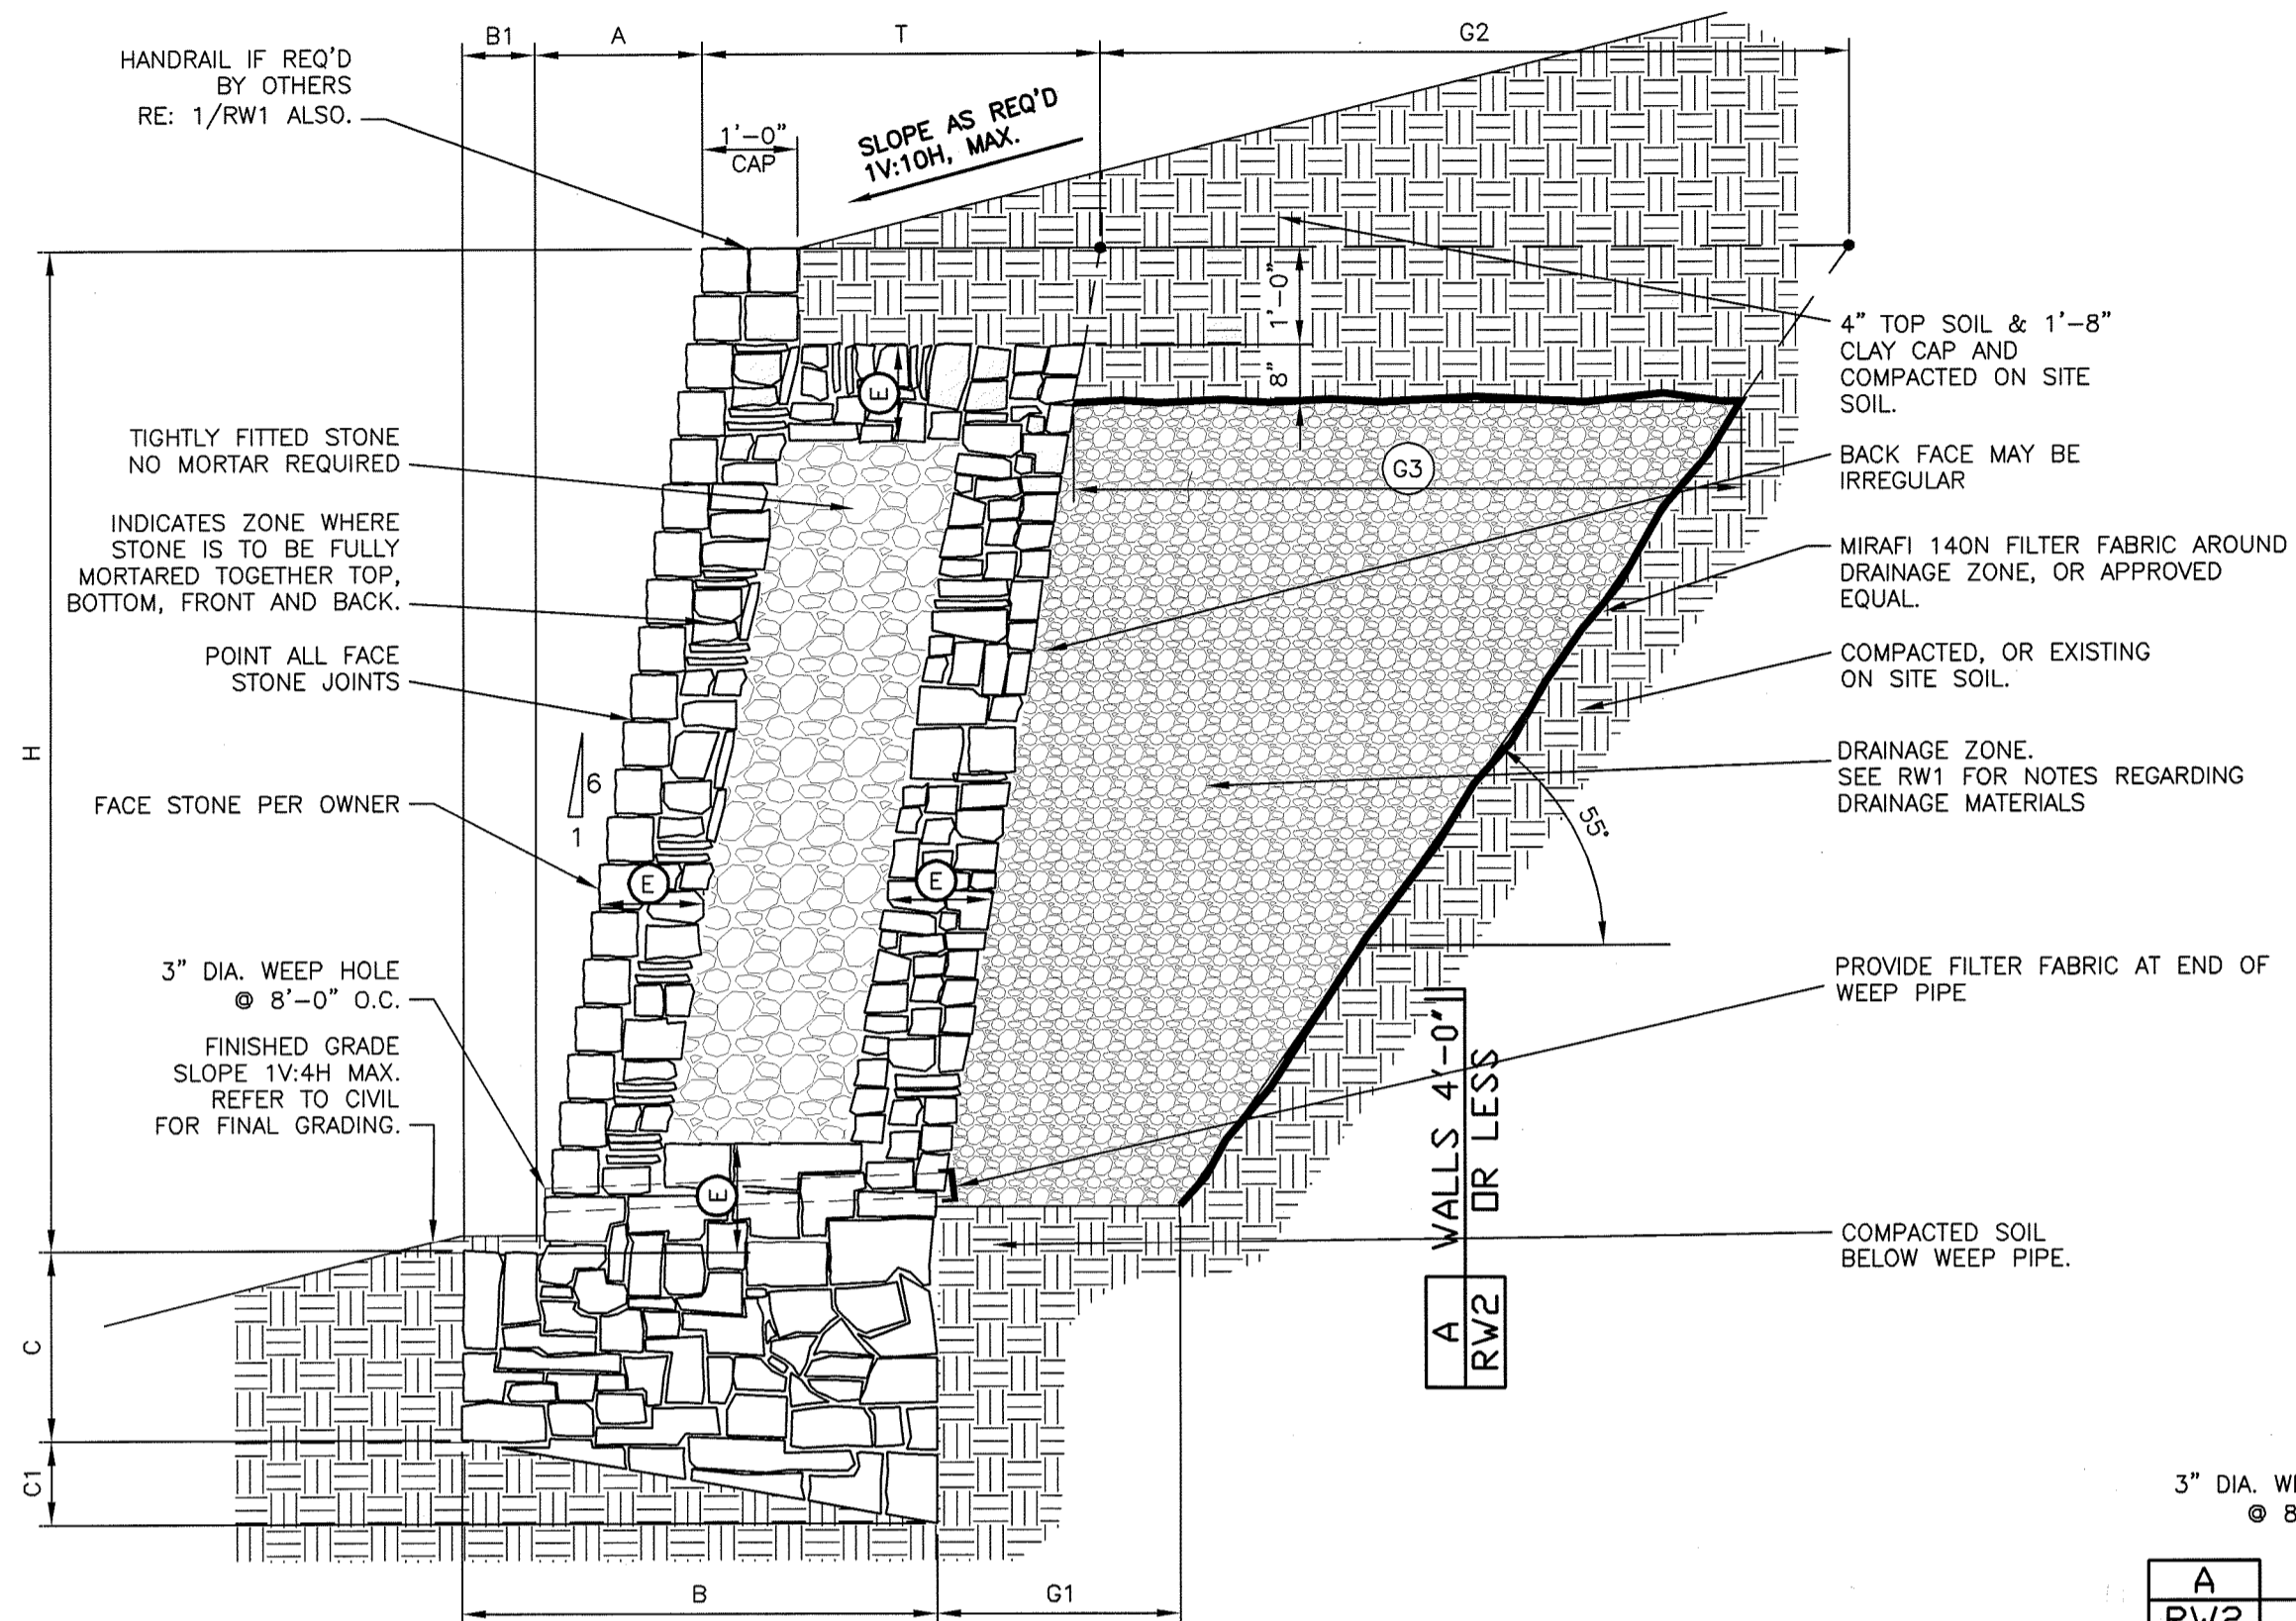 B1
A
T
G2
HANDRAIL IF REQ'D
BY OTHERS
RE: 1/RW1 ALSO.
1'-0"
CAP
SLOPE AS REQ'D
1V:10H, MAX.
1'-0"
8"
4" TOP SOIL & 1'-8"
CLAY CAP AND
COMPACTED ON SITE
SOIL.
E
TIGHTLY FITTED STONE
NO MORTAR REQUIRED
BACK FACE MAY BE
IRREGULAR
G3
INDICATES ZONE WHERE
STONE IS TO BE FULLY
MORTARED TOGETHER TOP,
BOTTOM, FRONT AND BACK.
MIRAFI 140N FILTER FABRIC AROUND
DRAINAGE ZONE, OR APPROVED
EQUAL.
POINT ALL FACE
STONE JOINTS
COMPACTED, OR EXISTING
ON SITE SOIL.
H
6
1
DRAINAGE ZONE.
SEE RW1 FOR NOTES REGARDING
DRAINAGE MATERIALS
FACE STONE PER OWNER
55°
E
E
3" DIA. WEEP HOLE
@ 8'-0" O.C.
PROVIDE FILTER FABRIC AT END OF
WEEP PIPE
FINISHED GRADE
SLOPE 1V:4H MAX.
REFER TO CIVIL
FOR FINAL GRADING.
WALLS 4'-0"
OR LESS
A
RW2
E
COMPACTED SOIL
BELOW WEEP PIPE.
C
C1
B
G1
3" DIA. W
@ 8
A
RW2